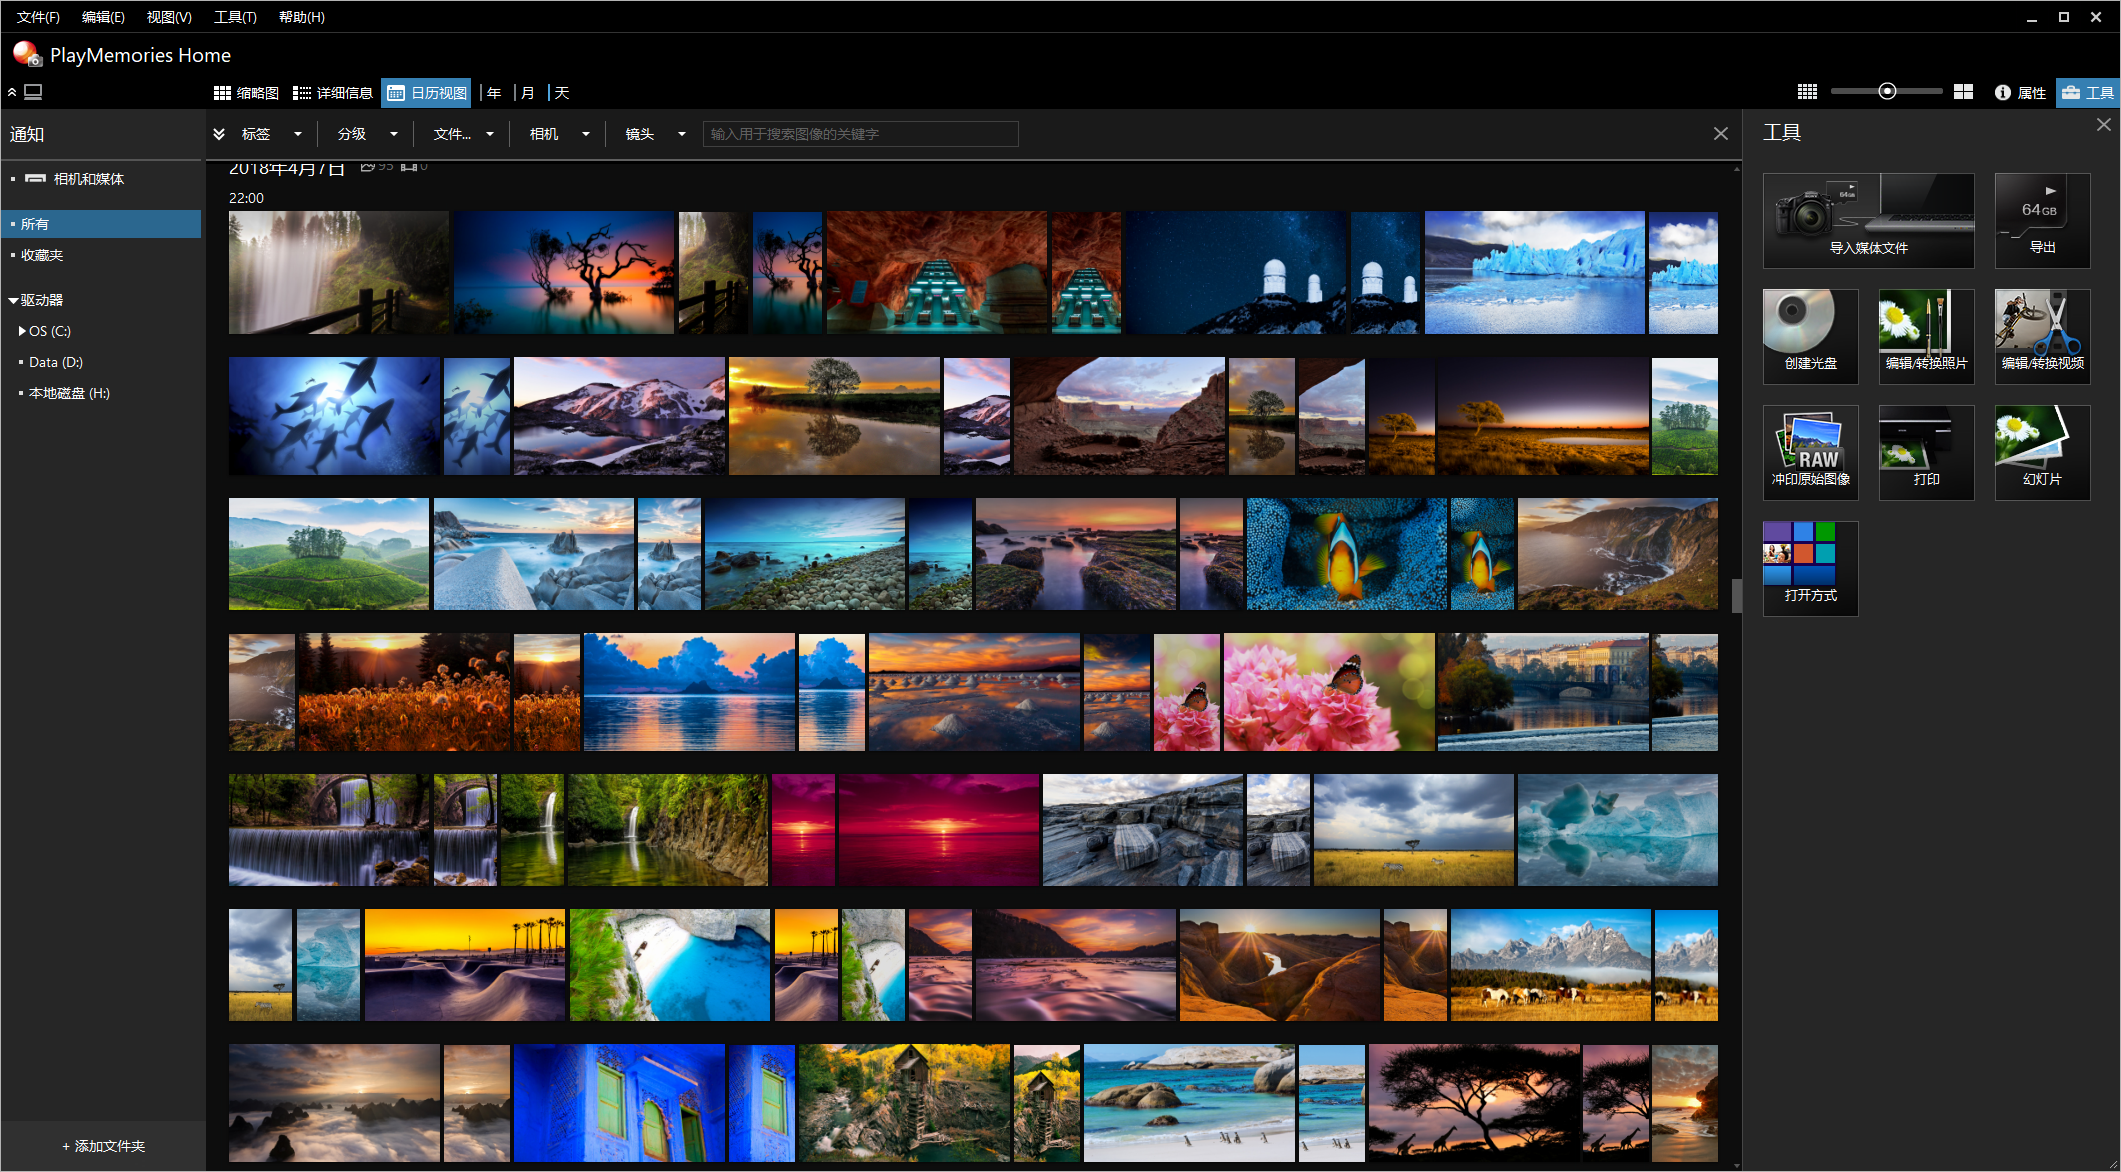 文件(F) 编辑(E) 视图(V) 工具(T) 帮助(H)
PlayMemories Home
缩略图 详细信息 日历视图 年 月 天 属性 工具
通知
标签 分级 文件... 相机 镜头 输入用于搜索图像的关键字
工具
2018年4月7日 95 0
22:00
相机和媒体
所有
收藏夹
驱动器
OS (C:)
Data (D:)
本地磁盘 (H:)
+ 添加文件夹
64GB
导入媒体文件
64GB
导出
创建光盘
编辑/转换照片
编辑/转换视频
RAW
冲印原始图像
打印
幻灯片
打开方式